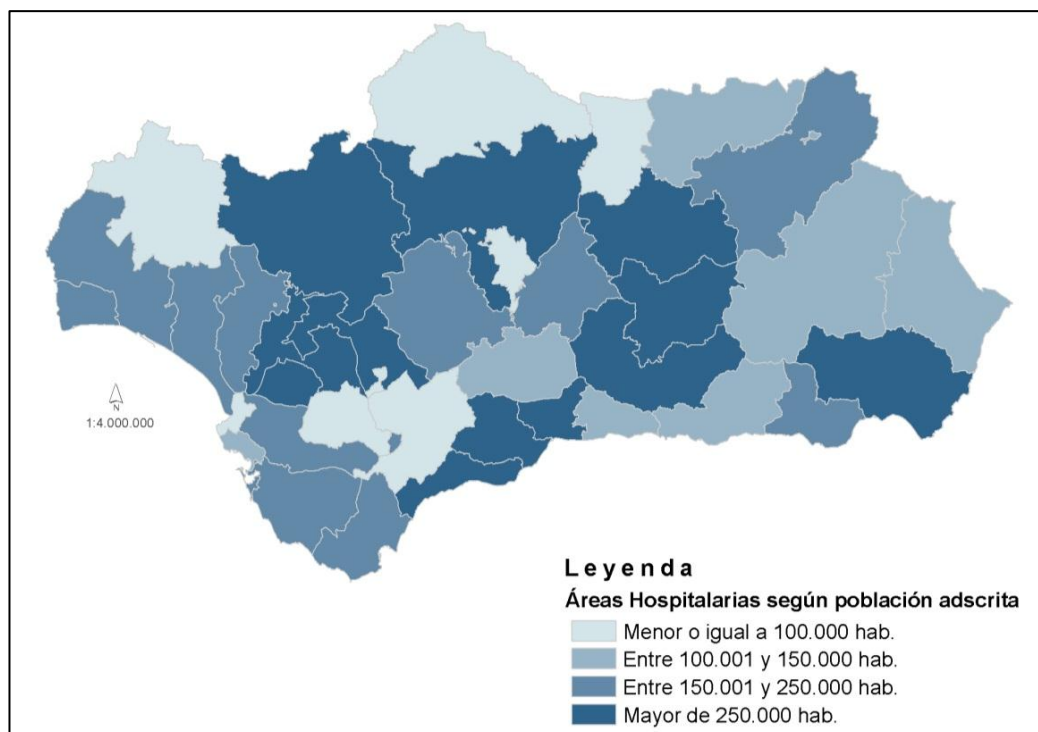 N
1:4.000.000
Leyenda
Áreas Hospitalarias según población adscrita
Menor o igual a 100.000 hab.
Entre 100.001 y 150.000 hab.
Entre 150.001 y 250.000 hab.
Mayor de 250.000 hab.